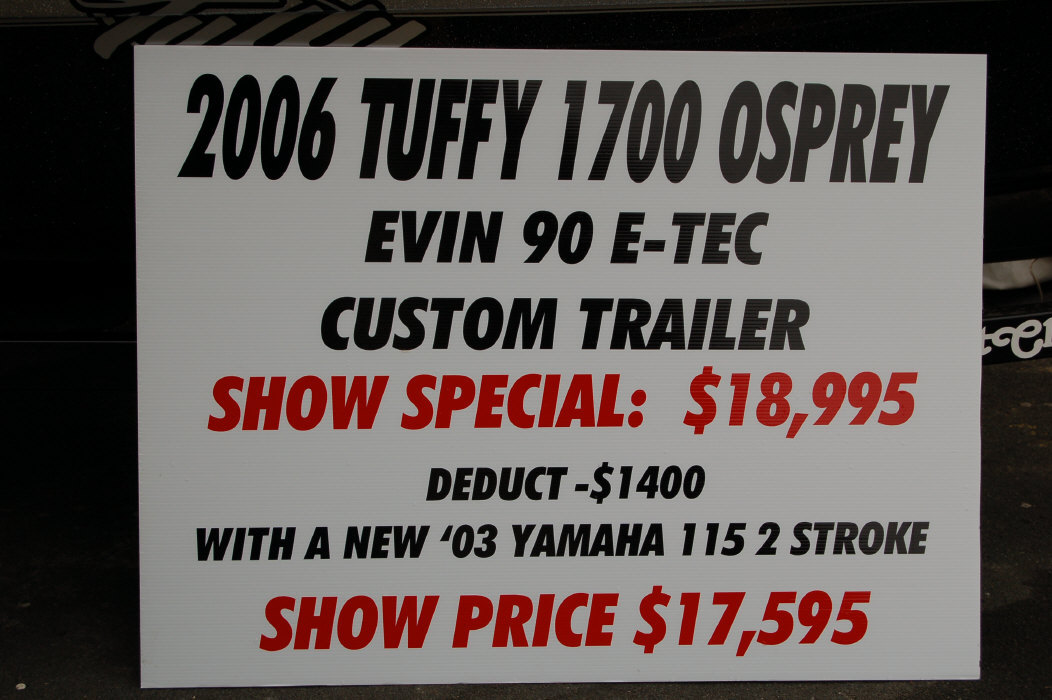 Tuffy
2006 TUFFY 1700 OSPREY
EVIN 90 E-TEC
CUSTOM TRAILER
SHOW SPECIAL: $18,995
DEDUCT -$1400
WITH A NEW ‘03 YAMAHA 115 2 STROKE
SHOW PRICE $17,595